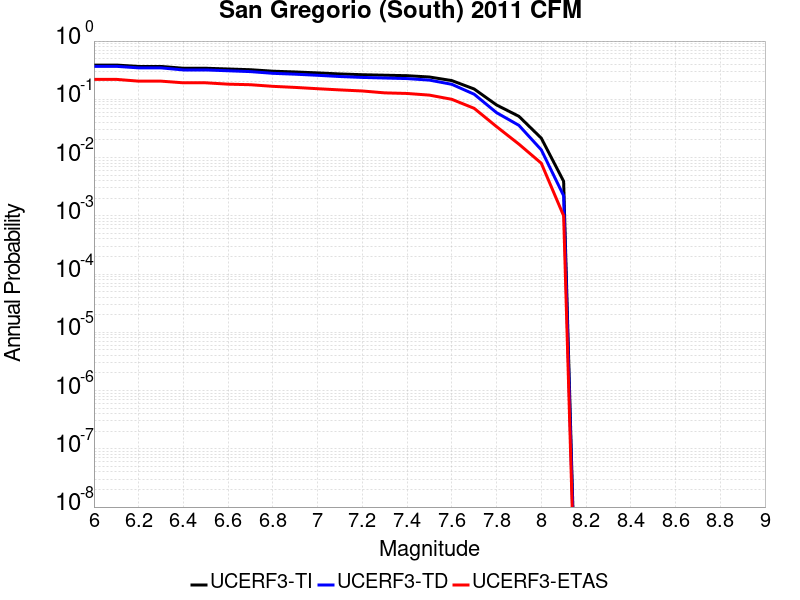 San Gregorio (South) 2011 CFM
10^0
10^-1
10^-2
10^-3
10^-4
10^-5
10^-6
10^-7
10^-8
Annual Probability
6 6.2 6.4 6.6 6.8 7 7.2 7.4 7.6 7.8 8 8.2 8.4 8.6 8.8 9
Magnitude
UCERF3-TI UCERF3-TD UCERF3-ETAS